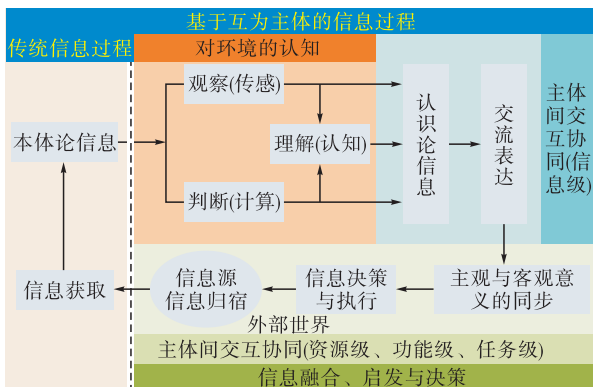 基于互为主体的信息过程
传统信息过程
对环境的认知
观察(传感)
本体论信息
理解(认知)
判断(计算)
认识论信息
交流表达
主体
间交
互协
同(信
息级)
信息获取
信息源
信息归宿
信息决策
与执行
主观与客观意
义的同步
外部世界
主体间交互协同(资源级、功能级、任务级)
信息融合、启发与决策